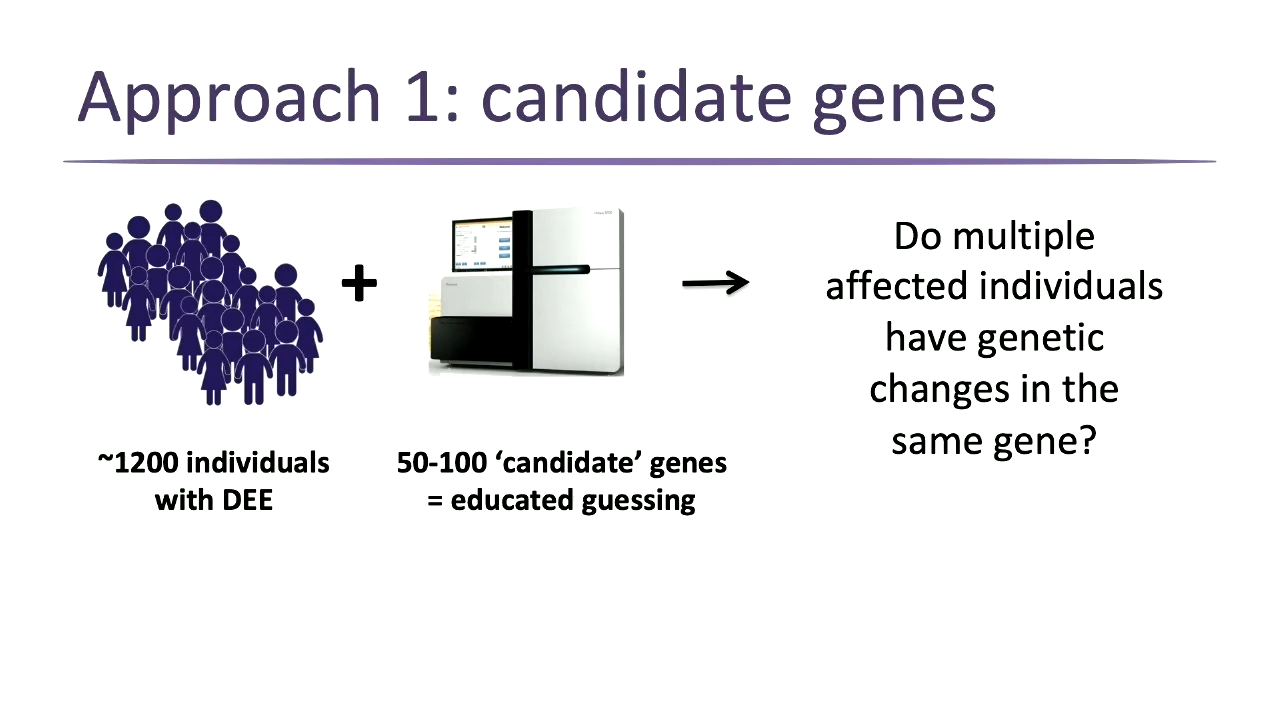 Approach 1: candidate genes
Do multiple
affected individuals
have genetic
changes in the
same gene?
~1200 individuals
with DEE
50-100 ‘candidate’ genes
= educated guessing